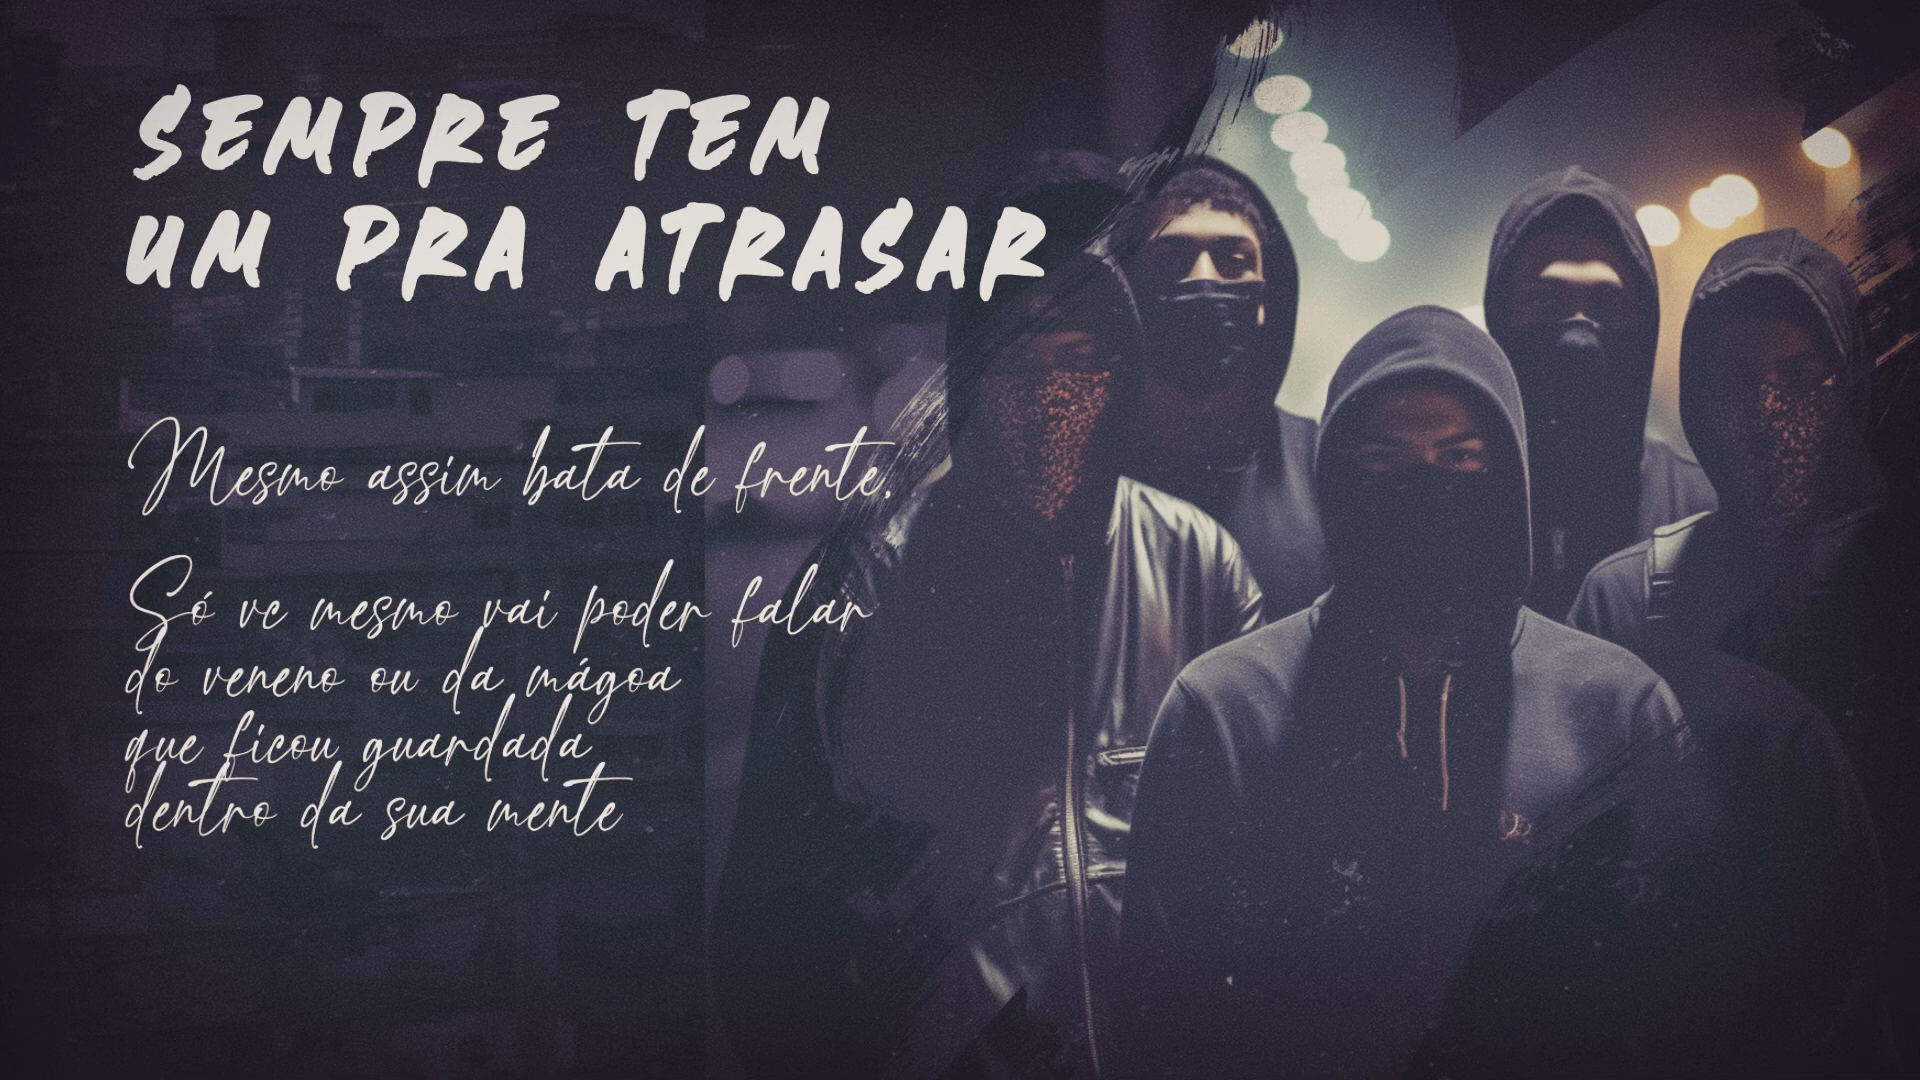 SEMPRE TEM
UM PRA ATRASAR
Mesmo assim bata de frente,
Só vc mesmo vai poder falar
do veneno ou da mágoa
que ficou guardada
dentro da sua mente